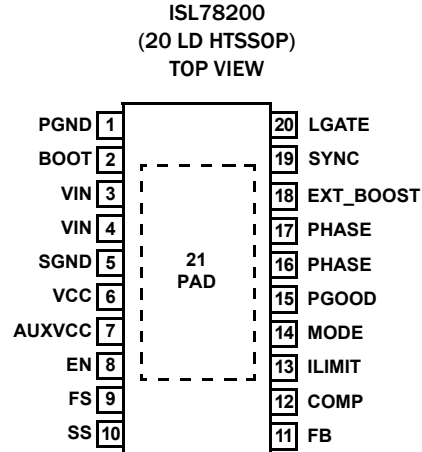 ISL78200
(20 LD HTSSOP)
TOP VIEW
PGND 1
BOOT 2
VIN 3
VIN 4
SGND 5
VCC 6
AUXVCC 7
EN 8
FS 9
SS 10
21
PAD
20 LGATE
19 SYNC
18 EXT_BOOST
17 PHASE
16 PHASE
15 PGOOD
14 MODE
13 ILIMIT
12 COMP
11 FB